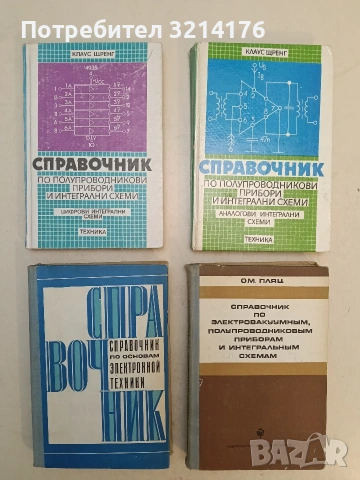 Потребител 3214176
КЛАУС ЩРЕНГ
СПРАВОЧНИК
ПО ПОЛУПРОВОДНИКОВИ
ПРИБОРИ
И ИНТЕГРАЛНИ СХЕМИ
ЦИФРОВИ ИНТЕГРАЛНИ
СХЕМИ
ТЕХНИКА
КЛАУС ЩРЕНГ
СПРАВОЧНИК
ПО ПОЛУПРОВОДНИКОВИ
ПРИБОРИ
И ИНТЕГРАЛНИ СХЕМИ
АНАЛОГОВИ ИНТЕГРАЛНИ
СХЕМИ
ТЕХНИКА
СПРА
ВОЧ
НИК
СПРАВОЧНИК
ПО ОСНОВАМ
ЭЛЕКТРОННОЙ
ТЕХНИКИ
О.М. ПЛЯЦ
СПРАВОЧНИК
ПО
ЭЛЕКТРОВАКУУМНЫМ,
ПОЛУПРОВОДНИКОВЫМ
ПРИБОРАМ
И ИНТЕГРАЛЬНЫМ
СХЕМАМ
BAZAR